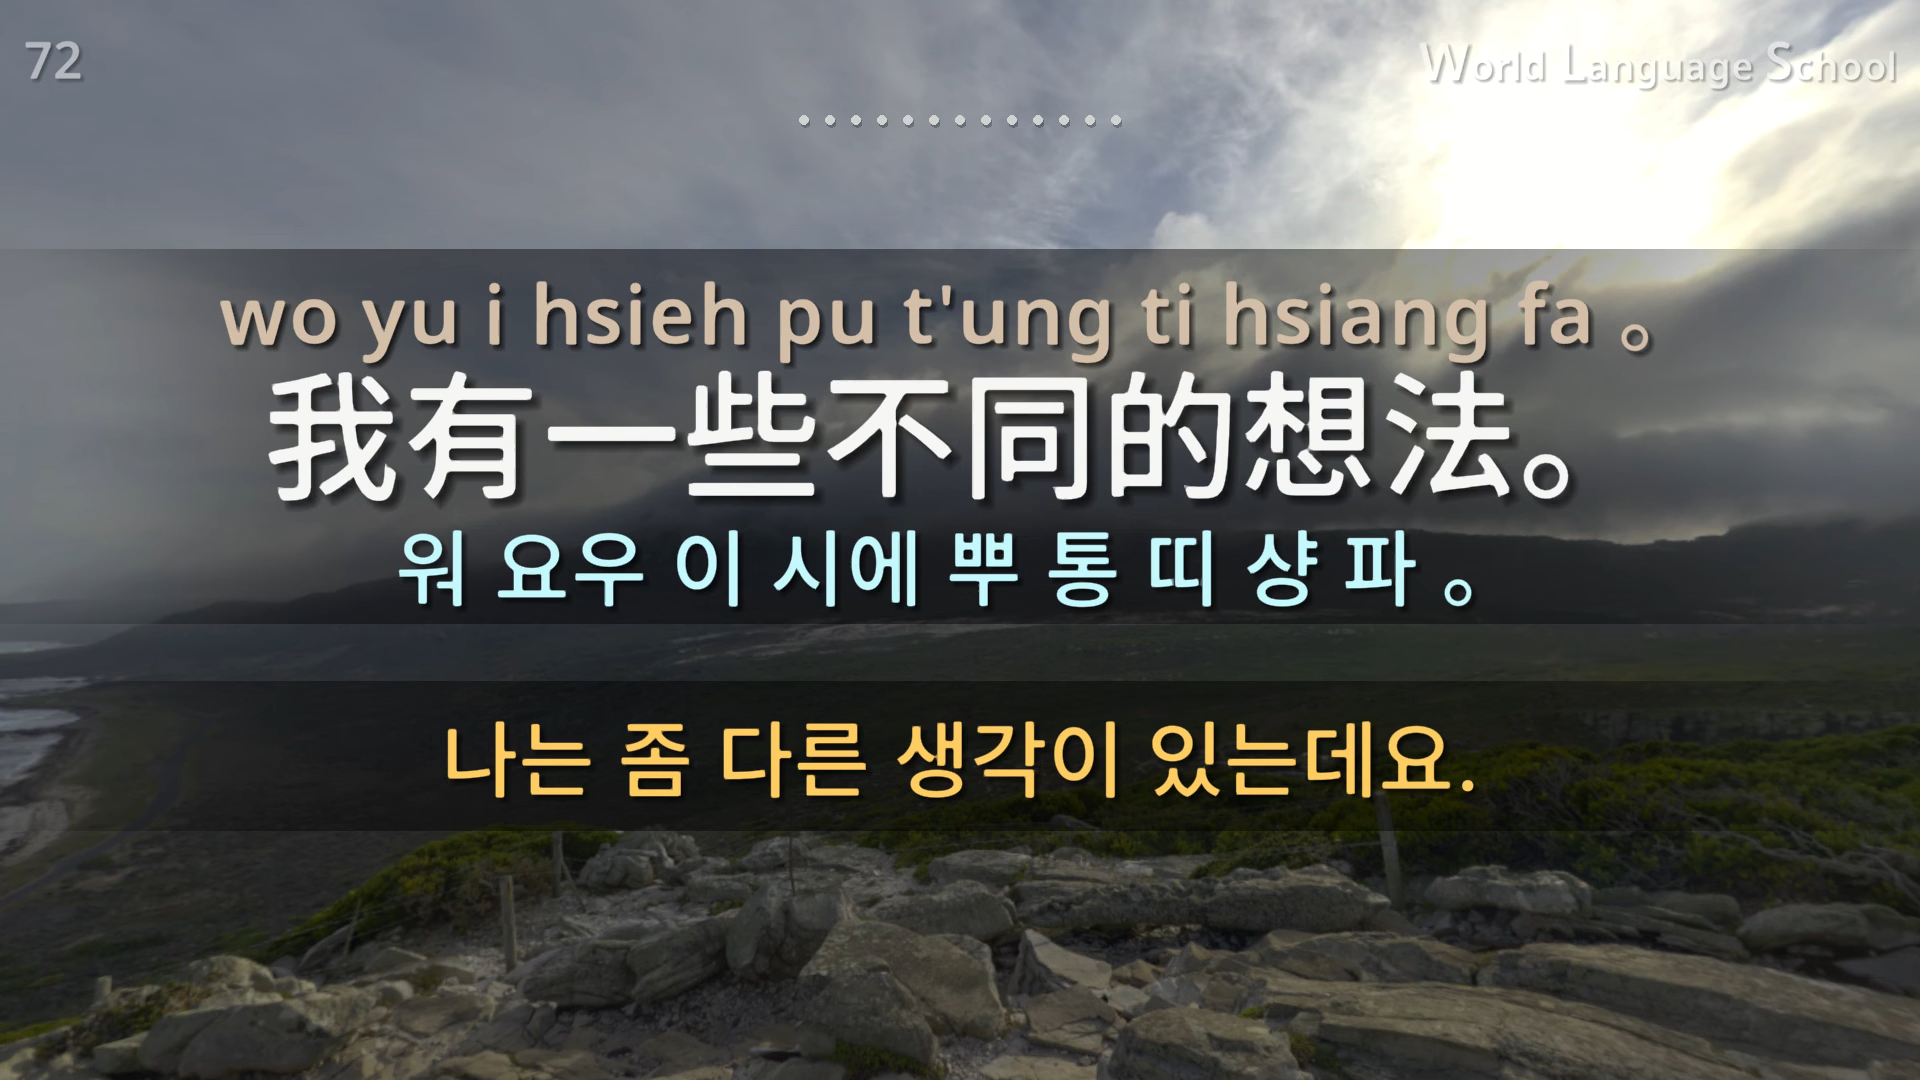 72
World Language School
wo yu i hsieh pu t'ung ti hsiang fa 。
我有一些不同的想法。
워 요우 이 시에 뿌 통 띠 샹 파 。
나는 좀 다른 생각이 있는데요.